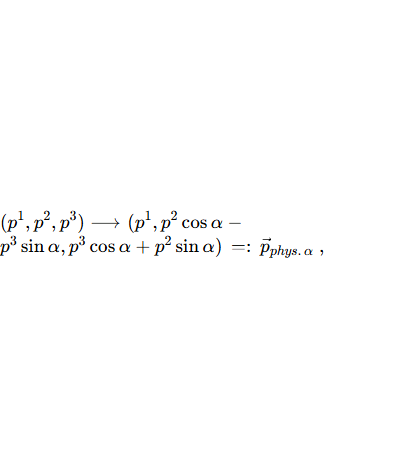 (p¹, p², p³) ⟶ (p¹, p² cos α −
p³ sin α, p³ cos α + p² sin α) =: p⃗_{phys. α} ,